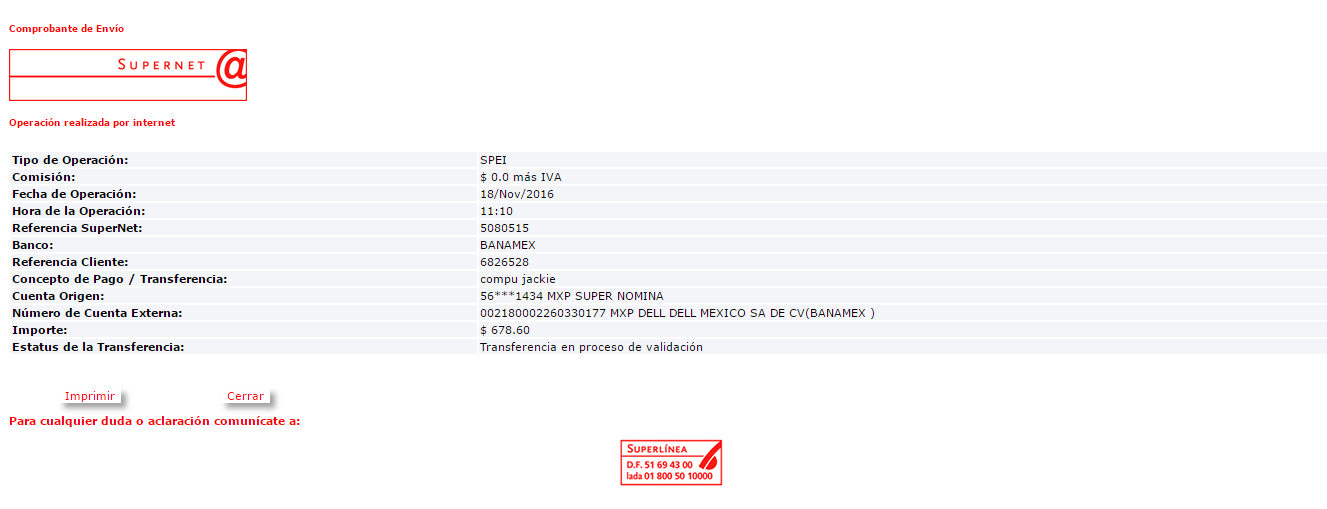 Comprobante de Envío
SUPERNET @
Operación realizada por internet
Tipo de Operación: SPEI
Comisión: $ 0.0 más IVA
Fecha de Operación: 18/Nov/2016
Hora de la Operación: 11:10
Referencia SuperNet: 5080515
Banco: BANAMEX
Referencia Cliente: 6826528
Concepto de Pago / Transferencia: compu jackie
Cuenta Origen: 56***1434 MXP SUPER NOMINA
Número de Cuenta Externa: 002180002260330177 MXP DELL DELL MEXICO SA DE CV(BANAMEX )
Importe: $ 678.60
Estatus de la Transferencia: Transferencia en proceso de validación
Imprimir Cerrar
Para cualquier duda o aclaración comunícate a:
SUPERLÍNEA
D.F. 51 69 43 00
lada 01 800 50 10000